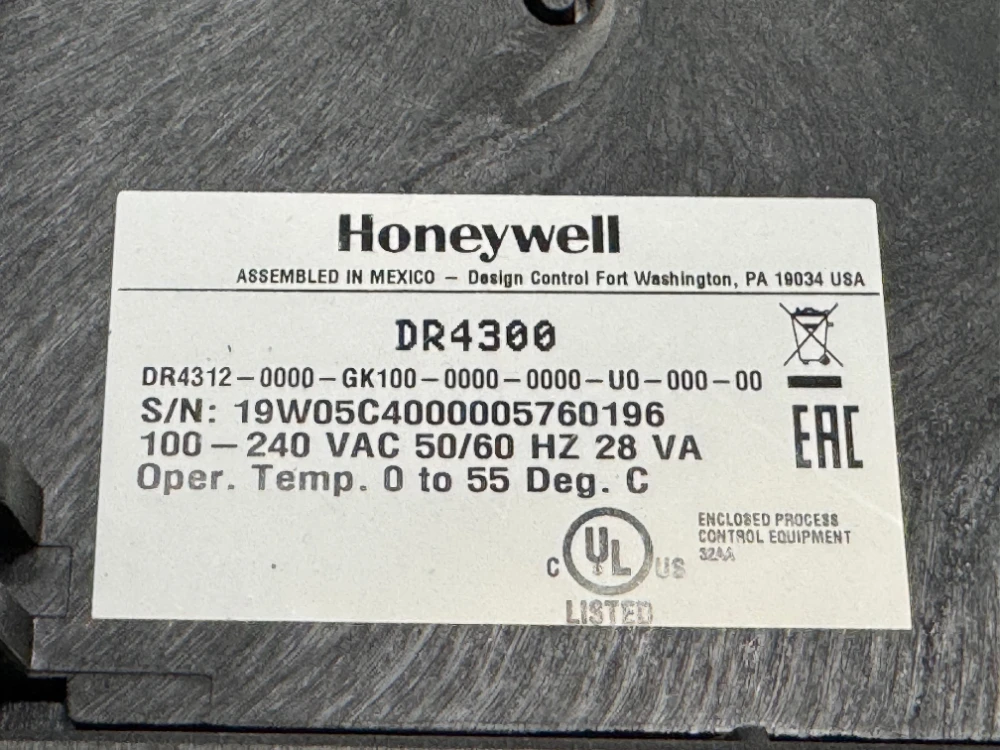 Honeywell
ASSEMBLED IN MEXICO – Design Control Fort Washington, PA 19034 USA
DR4300
DR4312–0000–GK100–0000–0000–U0–000–00
S/N: 19W05C4000005760196
100–240 VAC 50/60 HZ 28 VA
Oper. Temp. 0 to 55 Deg. C
EAC
C UL US
LISTED
ENCLOSED PROCESS
CONTROL EQUIPMENT
32AA